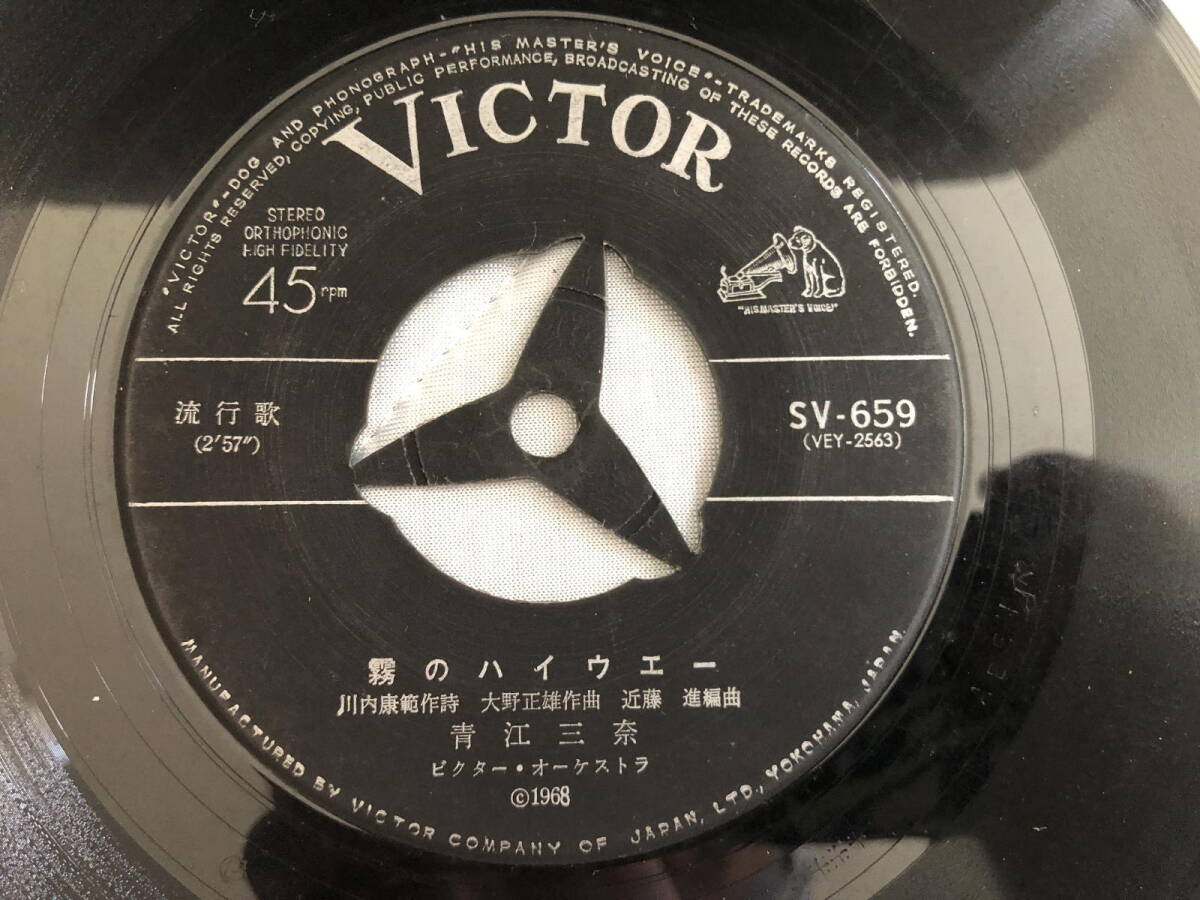 "VICTOR"-DOG AND PHONOGRAPH-"HIS MASTER'S VOICE"-TRADEMARKS REGISTERED.
ALL RIGHTS RESERVED, COPYING, PUBLIC PERFORMANCE, BROADCASTING OF THESE RECORDS ARE FORBIDDEN.
VICTOR
STEREO
ORTHOPHONIC
HIGH FIDELITY
45 rpm
"HIS MASTER'S VOICE"
流行歌
(2′57″)
SV-659
(VEY-2563)
霧のハイウエー
川内康範作詩 大野正雄作曲 近藤 進編曲
青江三奈
ビクター・オーケストラ
©1968
MANUFACTURED BY VICTOR COMPANY OF JAPAN, LTD., YOKOHAMA, JAPAN.